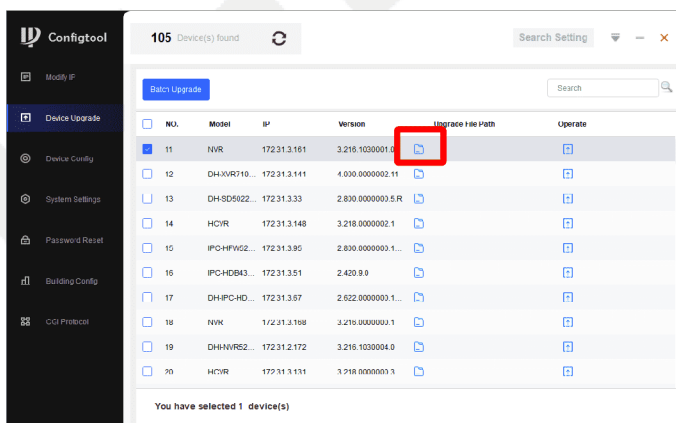 Configtool
105 Device(s) found
Search Setting
Modify IP
Device Upgrade
Device Config
System Settings
Password Reset
Building Config
CGI Protocol
Batch Upgrade
Search
NO. Model IP Version Upgrade File Path Operate
11 NVR 172.31.3.161 3.216.1030001.0
12 DH-XVR710... 172.31.3.141 4.000.0000002.11
13 DH-SD5022... 172.31.3.33 2.800.0000000.5.R
14 HCVR 172.31.3.148 3.218.0000002.1
15 IPC-HFW52... 172.31.3.95 2.800.0000000.1...
16 IPC-HDB43... 172.31.3.51 2.420.9.0
17 DH-IPC-HD... 172.31.3.67 2.622.0000000.1...
18 NVR 172.31.3.168 3.216.0000000.1
19 DHI-NVR52... 172.31.2.172 3.216.1030004.0
20 HCVR 172.31.3.131 3.218.0000000.3
You have selected 1 device(s)